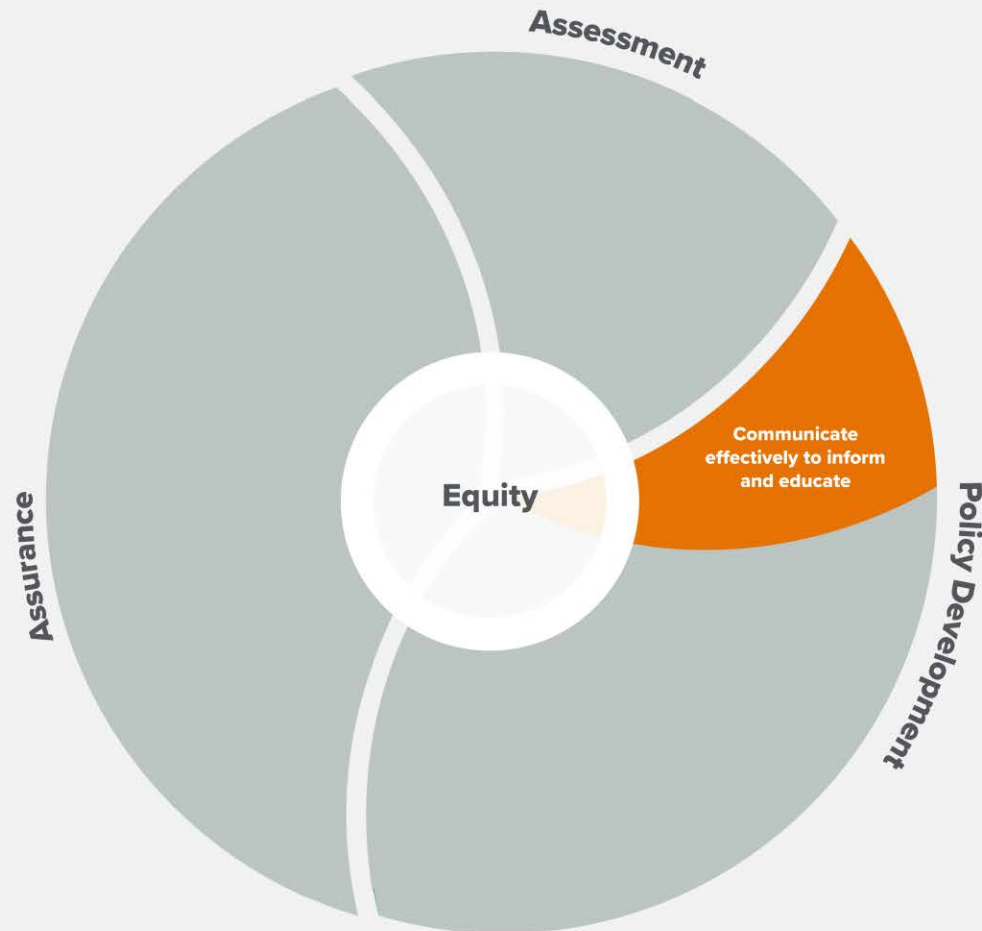 Assessment
Communicate
effectively to inform
and educate
Equity
Assurance
Policy Development